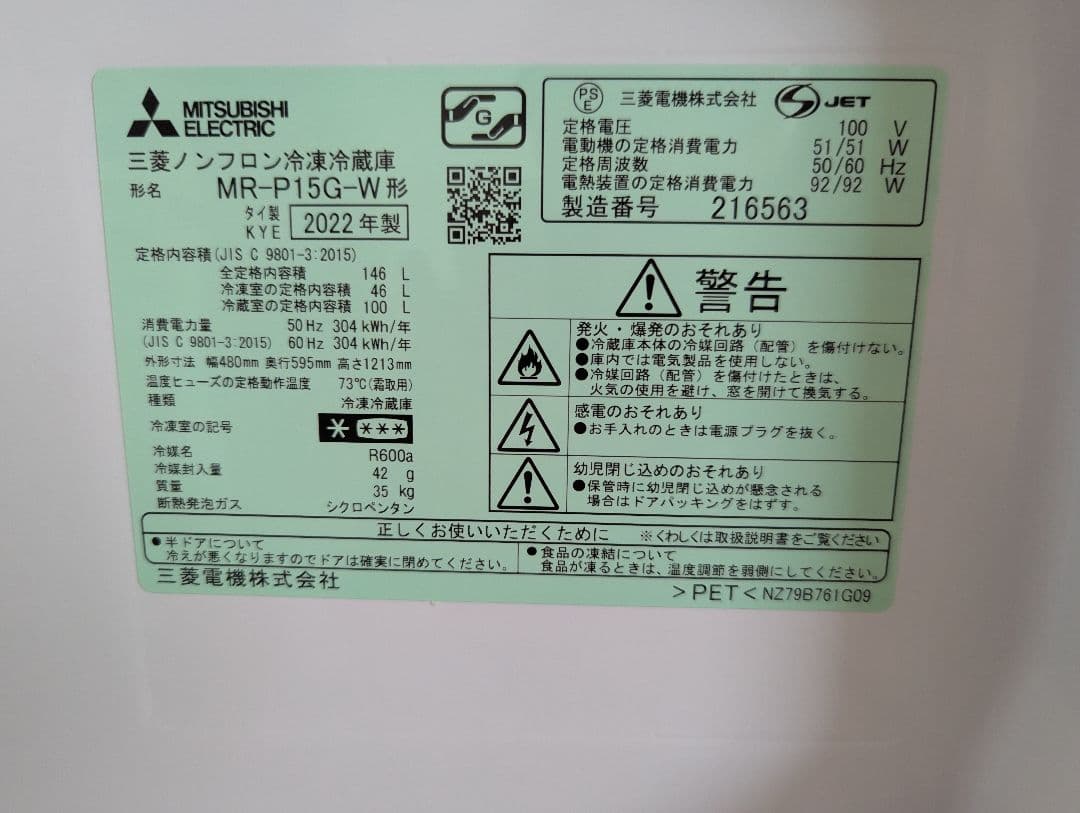 MITSUBISHI
ELECTRIC
三菱ノンフロン冷凍冷蔵庫
形名 MR-P15G-W形
タイ製
KYE 2022年製
G
定格内容積(JIS C 9801-3:2015)
全定格内容積 146 L
冷凍室の定格内容積 46 L
冷蔵室の定格内容積 100 L
消費電力量 50Hz 304kWh/年
(JIS C 9801-3:2015) 60Hz 304kWh/年
外形寸法 幅480mm 奥行595mm 高さ1213mm
温度ヒューズの定格動作温度 73℃(霜取用)
種類 冷凍冷蔵庫
冷凍室の記号
冷媒名 R600a
冷媒封入量 42 g
質量 35 kg
断熱発泡ガス シクロペンタン
PS
E 三菱電機株式会社 JET
定格電圧 100 V
電動機の定格消費電力 51/51 W
定格周波数 50/60 Hz
電熱装置の定格消費電力 92/92 W
製造番号 216563
警告
発火・爆発のおそれあり
●冷蔵庫本体の冷媒回路(配管)を傷付けない。
●庫内では電気製品を使用しない。
●冷媒回路(配管)を傷付けたときは、
火気の使用を避け、窓を開けて換気する。
感電のおそれあり
●お手入れのときは電源プラグを抜く。
幼児閉じ込めのおそれあり
●保管時に幼児閉じ込めが懸念される
場合はドアパッキングをはずす。
正しくお使いいただくために ※くわしくは取扱説明書をご覧ください
●半ドアについて
冷えが悪くなりますのでドアは確実に閉めてください。
●食品の凍結について
食品が凍るときは、温度調節を弱側にしてください。
三菱電機株式会社
>PET< NZ79B761G09